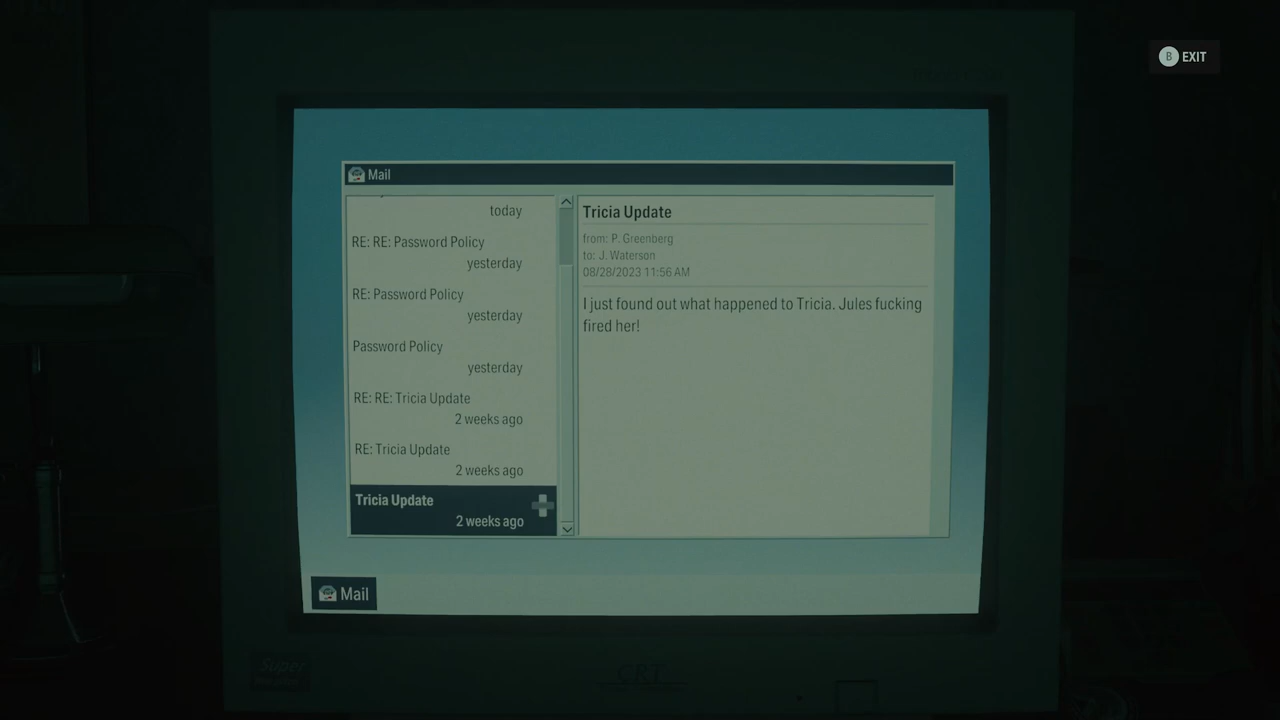 B EXIT
Mail
today
RE: RE: Password Policy
yesterday
RE: Password Policy
yesterday
Password Policy
yesterday
RE: RE: Tricia Update
2 weeks ago
RE: Tricia Update
2 weeks ago
Tricia Update
2 weeks ago
Tricia Update
from: P. Greenberg
to: J. Waterson
08/28/2023 11:56 AM
I just found out what happened to Tricia. Jules fucking
fired her!
Mail
Super
CRT